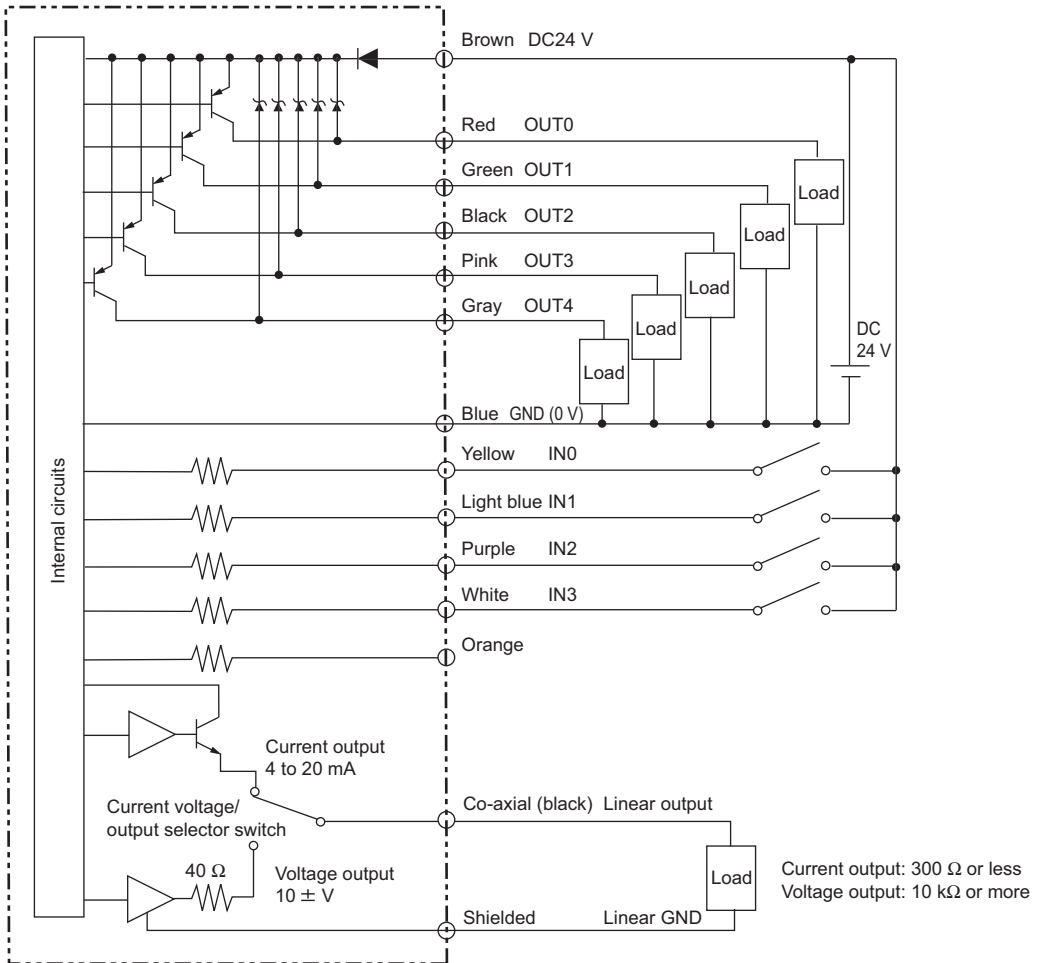 Brown DC24 V
Red OUT0
Green OUT1
Black OUT2
Pink OUT3
Gray OUT4
Load
Load
Load
Load
Load
DC
24 V
Blue GND (0 V)
Yellow IN0
Light blue IN1
Purple IN2
White IN3
Orange
Internal circuits
Current output
4 to 20 mA
Current voltage/
output selector switch
Co-axial (black) Linear output
40 Ω
Voltage output
10 ± V
Load
Current output: 300 Ω or less
Voltage output: 10 kΩ or more
Shielded Linear GND